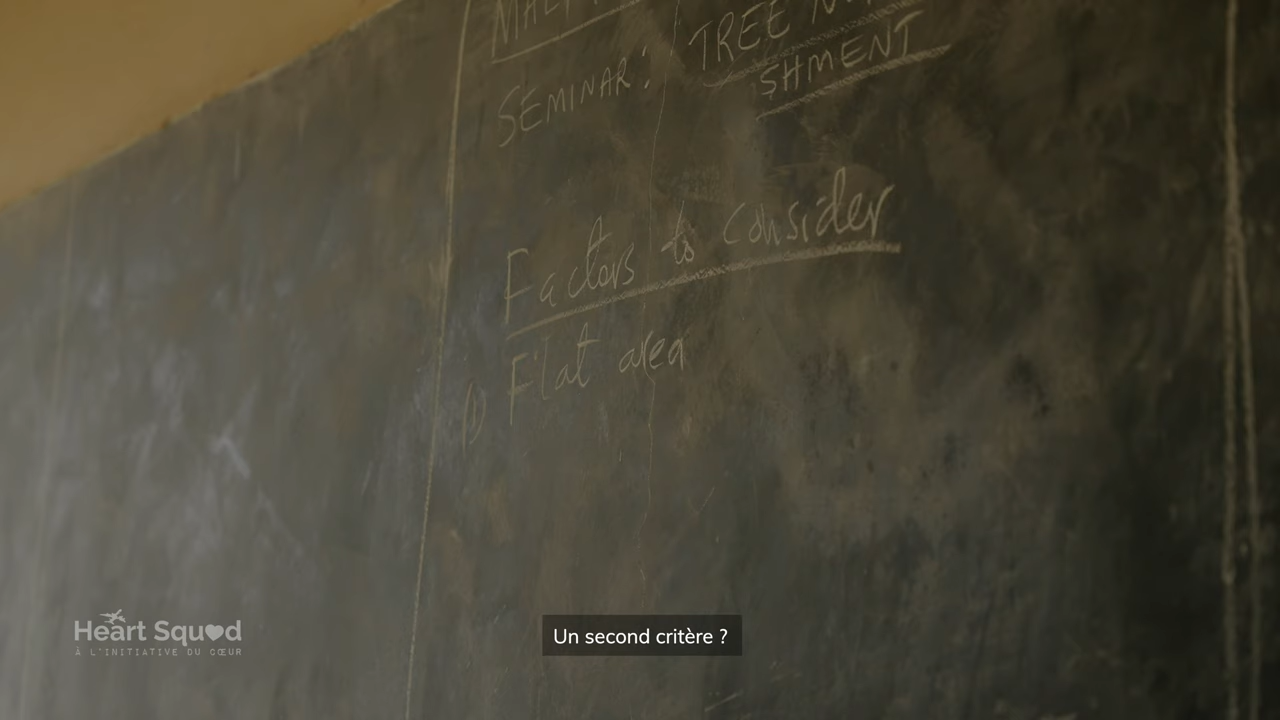 SEMINAR: TREE
SHMENT
Factors to consider
1) Flat area
Heart Squad
À L'INITIATIVE DU CŒUR
Un second critère ?